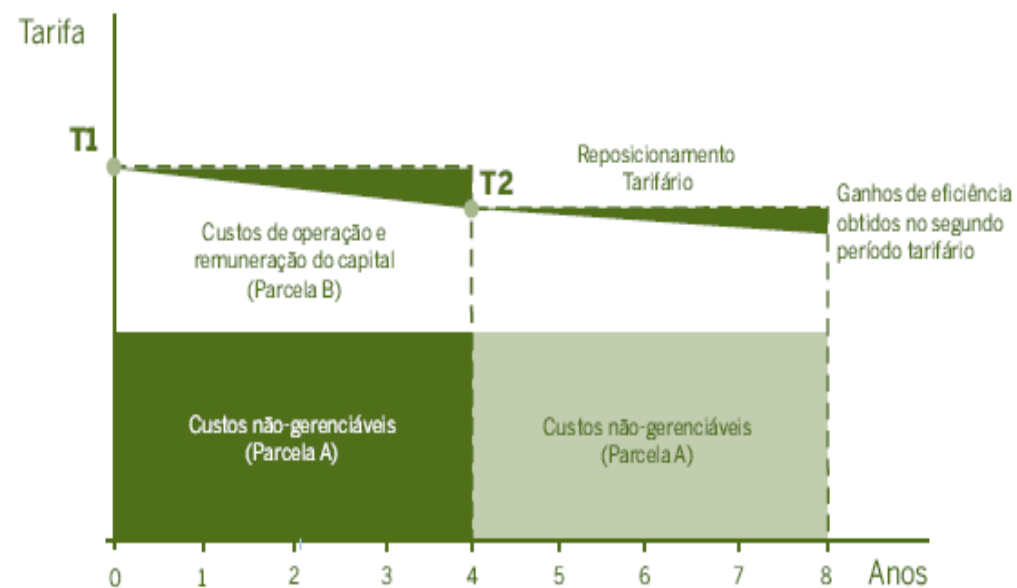 Tarifa
T1
T2
Reposicionamento
Tarifário
Ganhos de eficiência
obtidos no segundo
período tarifário
Custos de operação e
remuneração do capital
(Parcela B)
Custos não-gerenciáveis
(Parcela A)
Custos não-gerenciáveis
(Parcela A)
0 1 2 3 4 5 6 7 8 Anos